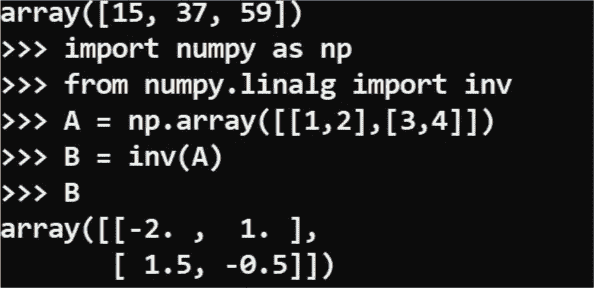 array([15, 37, 59])
>>> import numpy as np
>>> from numpy.linalg import inv
>>> A = np.array([[1,2],[3,4]])
>>> B = inv(A)
>>> B
array([[-2. ,  1. ],
       [ 1.5, -0.5]])